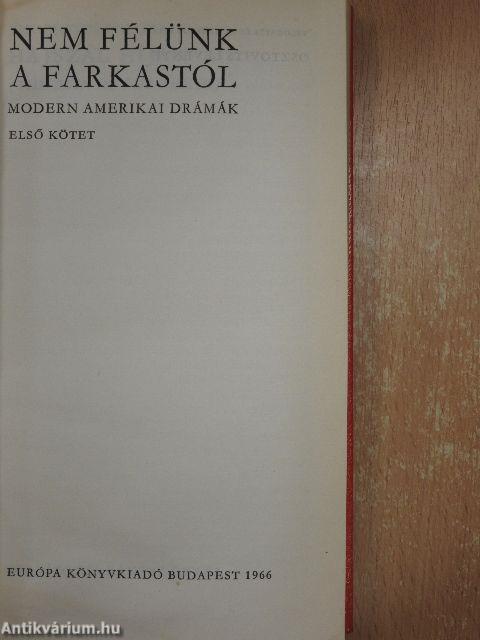 NEM FÉLÜNK
A FARKASTÓL
MODERN AMERIKAI DRÁMÁK
ELSŐ KÖTET
EURÓPA KÖNYVKIADÓ BUDAPEST 1966
Antikvárium.hu